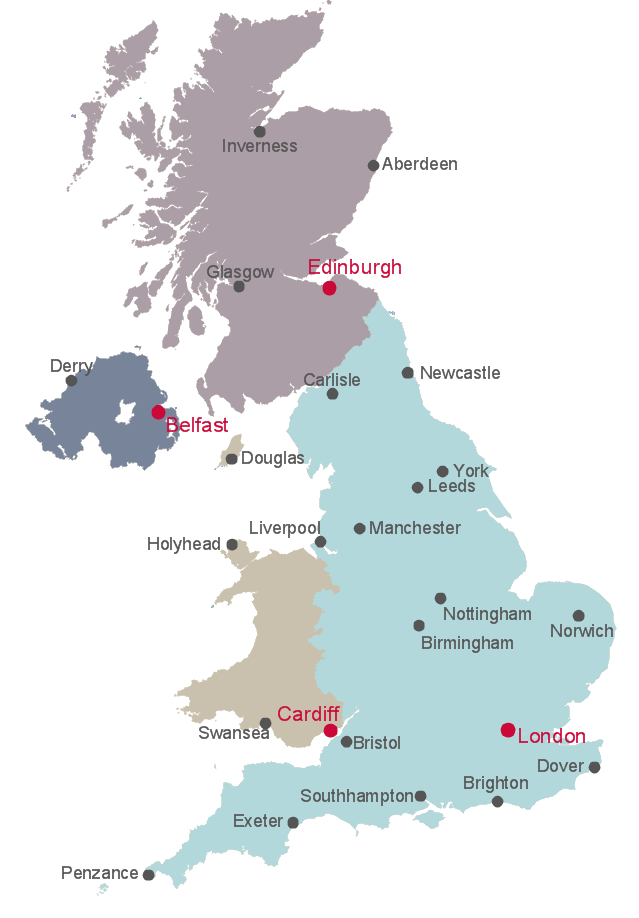 Inverness
Aberdeen
Glasgow
Edinburgh
Derry
Carlisle
Newcastle
Belfast
Douglas
York
Leeds
Liverpool
Manchester
Holyhead
Nottingham
Norwich
Birmingham
Cardiff
Swansea
Bristol
London
Dover
Brighton
Southhampton
Exeter
Penzance